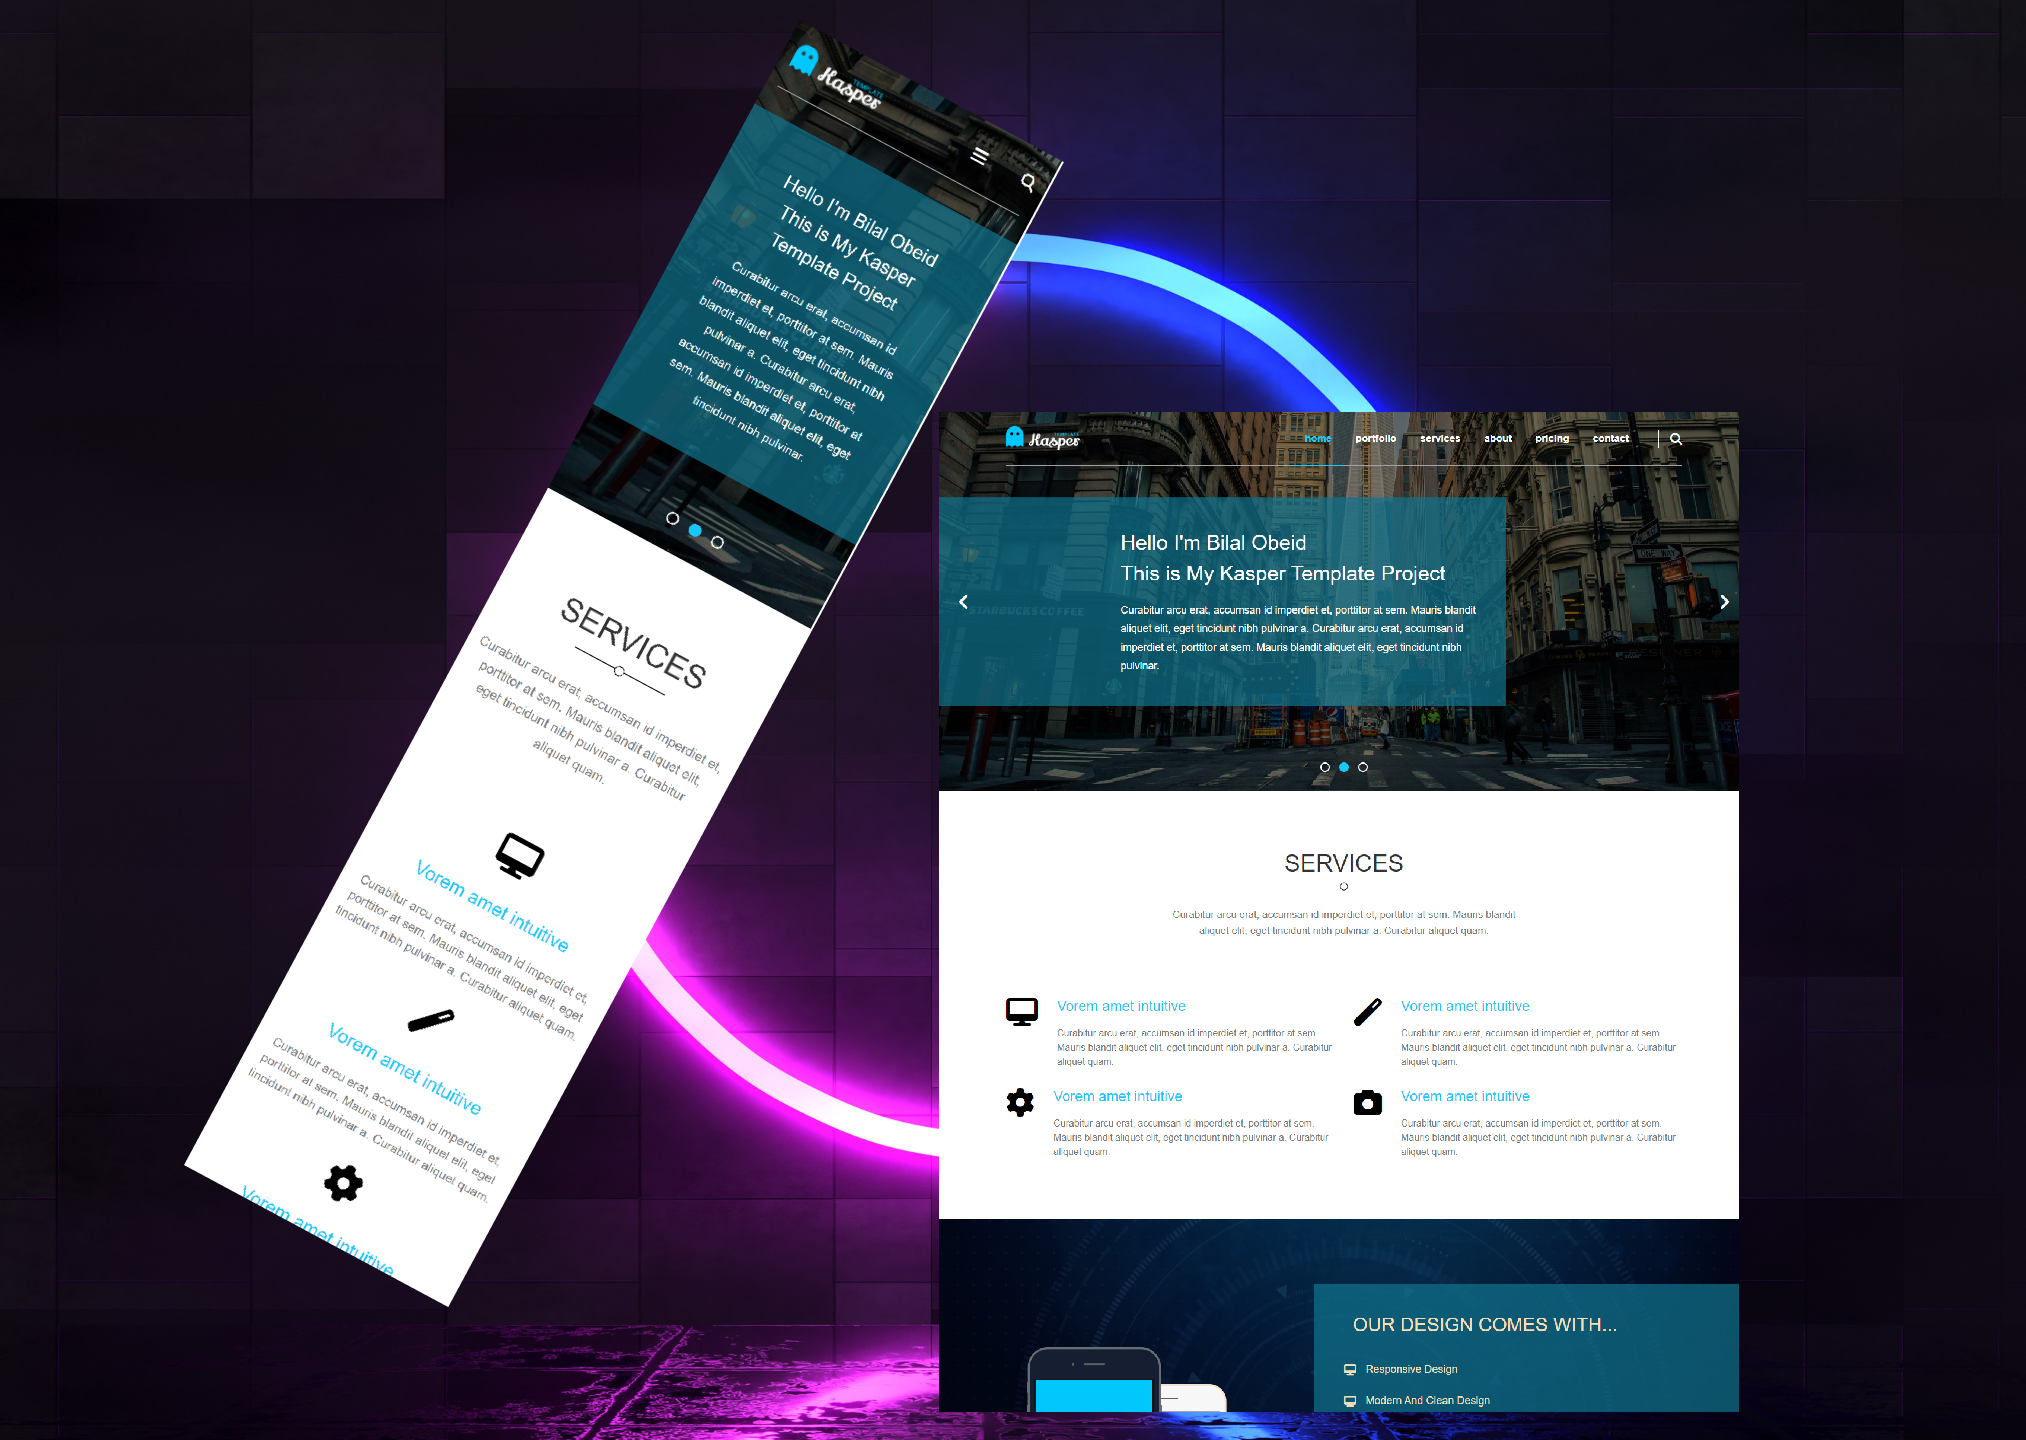 TEMPLATE
Kasper
Hello I'm Bilal Obeid
This is My Kasper
Template Project
Curabitur arcu erat, accumsan id
imperdiet et, porttitor at sem. Mauris
blandit aliquet elit, eget tincidunt nibh
pulvinar a. Curabitur arcu erat,
accumsan id imperdiet et, porttitor at
sem. Mauris blandit aliquet elit, eget
tincidunt nibh pulvinar.
SERVICES
Curabitur arcu erat, accumsan id imperdiet et,
porttitor at sem. Mauris blandit aliquet elit,
eget tincidunt nibh pulvinar a. Curabitur
aliquet quam.
Vorem amet intuitive
Curabitur arcu erat, accumsan id imperdiet et,
porttitor at sem. Mauris blandit aliquet elit, eget
tincidunt nibh pulvinar a. Curabitur aliquet quam.
Vorem amet intuitive
Curabitur arcu erat, accumsan id imperdiet et,
porttitor at sem. Mauris blandit aliquet elit, eget
tincidunt nibh pulvinar a. Curabitur aliquet quam.
Vorem amet intuitive
TEMPLATE
Kasper
home portfolio services about pricing contact
Hello I'm Bilal Obeid
This is My Kasper Template Project
Curabitur arcu erat, accumsan id imperdiet et, porttitor at sem. Mauris blandit
aliquet elit, eget tincidunt nibh pulvinar a. Curabitur arcu erat, accumsan id
imperdiet et, porttitor at sem. Mauris blandit aliquet elit, eget tincidunt nibh
pulvinar.
STARBUCKS COFFEE
ONE WAY
SERVICES
Curabitur arcu erat, accumsan id imperdiet et, porttitor at sem. Mauris blandit
aliquet elit, eget tincidunt nibh pulvinar a. Curabitur aliquet quam.
Vorem amet intuitive
Curabitur arcu erat, accumsan id imperdiet et, porttitor at sem.
Mauris blandit aliquet elit, eget tincidunt nibh pulvinar a. Curabitur
aliquet quam.
Vorem amet intuitive
Curabitur arcu erat, accumsan id imperdiet et, porttitor at sem.
Mauris blandit aliquet elit, eget tincidunt nibh pulvinar a. Curabitur
aliquet quam.
Vorem amet intuitive
Curabitur arcu erat, accumsan id imperdiet et, porttitor at sem.
Mauris blandit aliquet elit, eget tincidunt nibh pulvinar a. Curabitur
aliquet quam.
Vorem amet intuitive
Curabitur arcu erat, accumsan id imperdiet et, porttitor at sem.
Mauris blandit aliquet elit, eget tincidunt nibh pulvinar a. Curabitur
aliquet quam.
OUR DESIGN COMES WITH...
Responsive Design
Modern And Clean Design